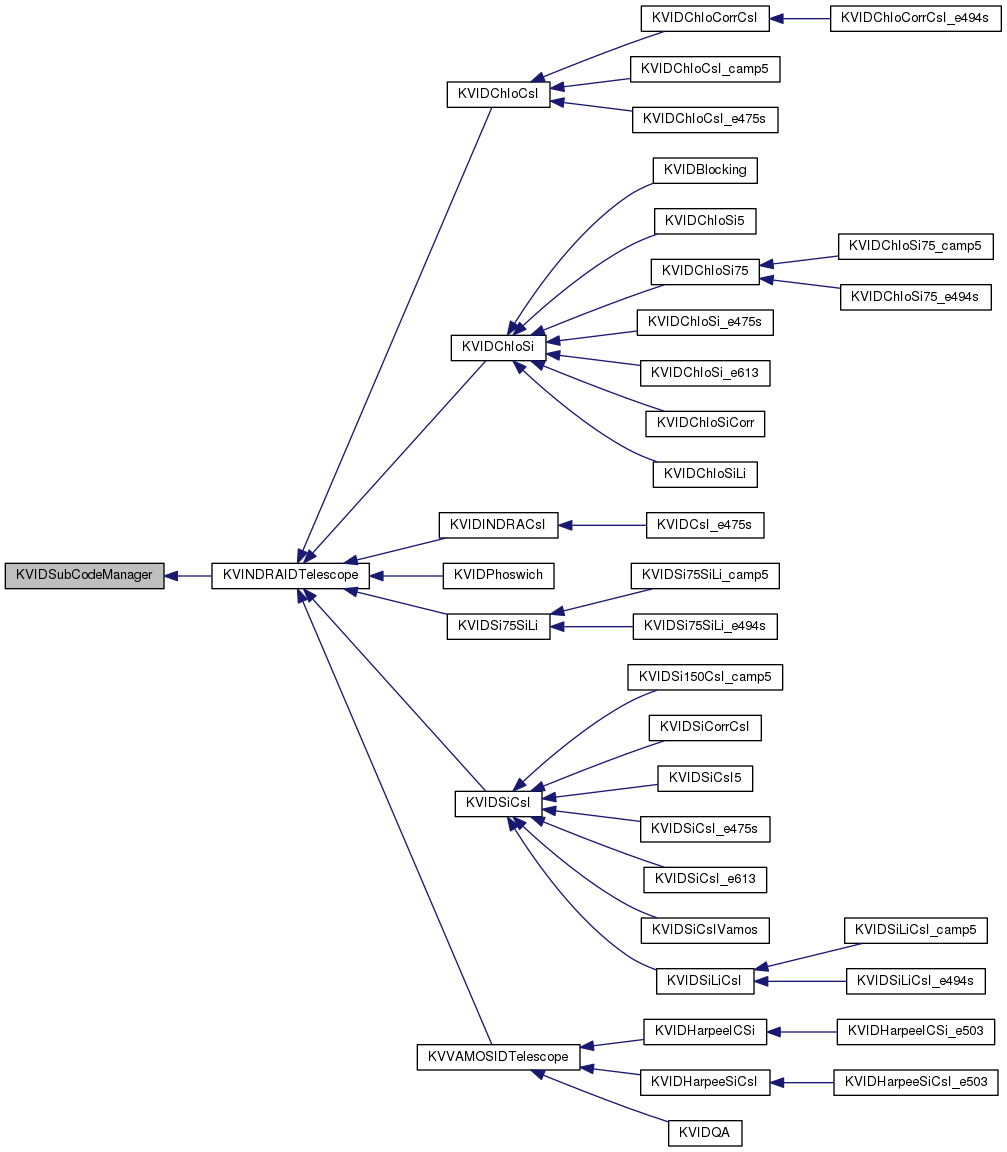 KVIDChIoCorrCsI
KVIDChIoCorrCsI_e494s
KVIDChIoCsI_camp5
KVIDChIoCsI
KVIDChIoCsI_e475s
KVIDBlocking
KVIDChIoSi5
KVIDChIoSi75_camp5
KVIDChIoSi75
KVIDChIoSi75_e494s
KVIDChIoSi_e475s
KVIDChIoSi
KVIDChIoSi_e613
KVIDChIoSiCorr
KVIDChIoSiLi
KVIDINDRACsI
KVIDCsI_e475s
KVIDSubCodeManager
KVINDRAIDTelescope
KVIDPhoswich
KVIDSi75SiLi_camp5
KVIDSi75SiLi
KVIDSi75SiLi_e494s
KVIDSi150CsI_camp5
KVIDSiCorrCsI
KVIDSiCsI5
KVIDSiCsI
KVIDSiCsI_e475s
KVIDSiCsI_e613
KVIDSiCsIVamos
KVIDSiLiCsI_camp5
KVIDSiLiCsI
KVIDSiLiCsI_e494s
KVIDHarpeeICSi
KVIDHarpeeICSi_e503
KVVAMOSIDTelescope
KVIDHarpeeSiCsI
KVIDHarpeeSiCsI_e503
KVIDQA